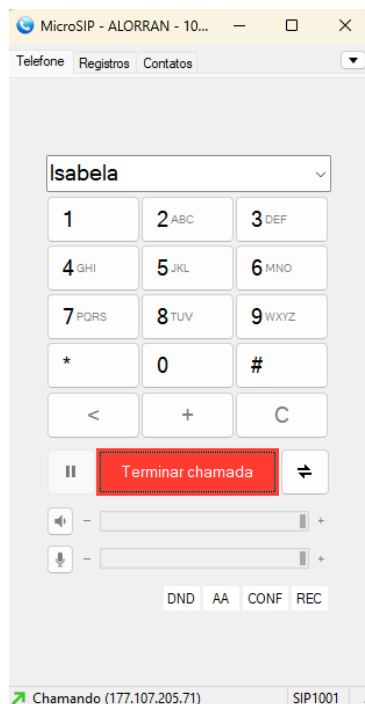 MicroSIP - ALORRAN - 10...
Telefone Registros Contatos
Isabela
1 2 ABC 3 DEF
4 GHI 5 JKL 6 MNO
7 PQRS 8 TUV 9 WXYZ
* 0 #
< + C
Terminar chamada
- +
- +
DND AA CONF REC
Chamando (177.107.205.71) SIP1001